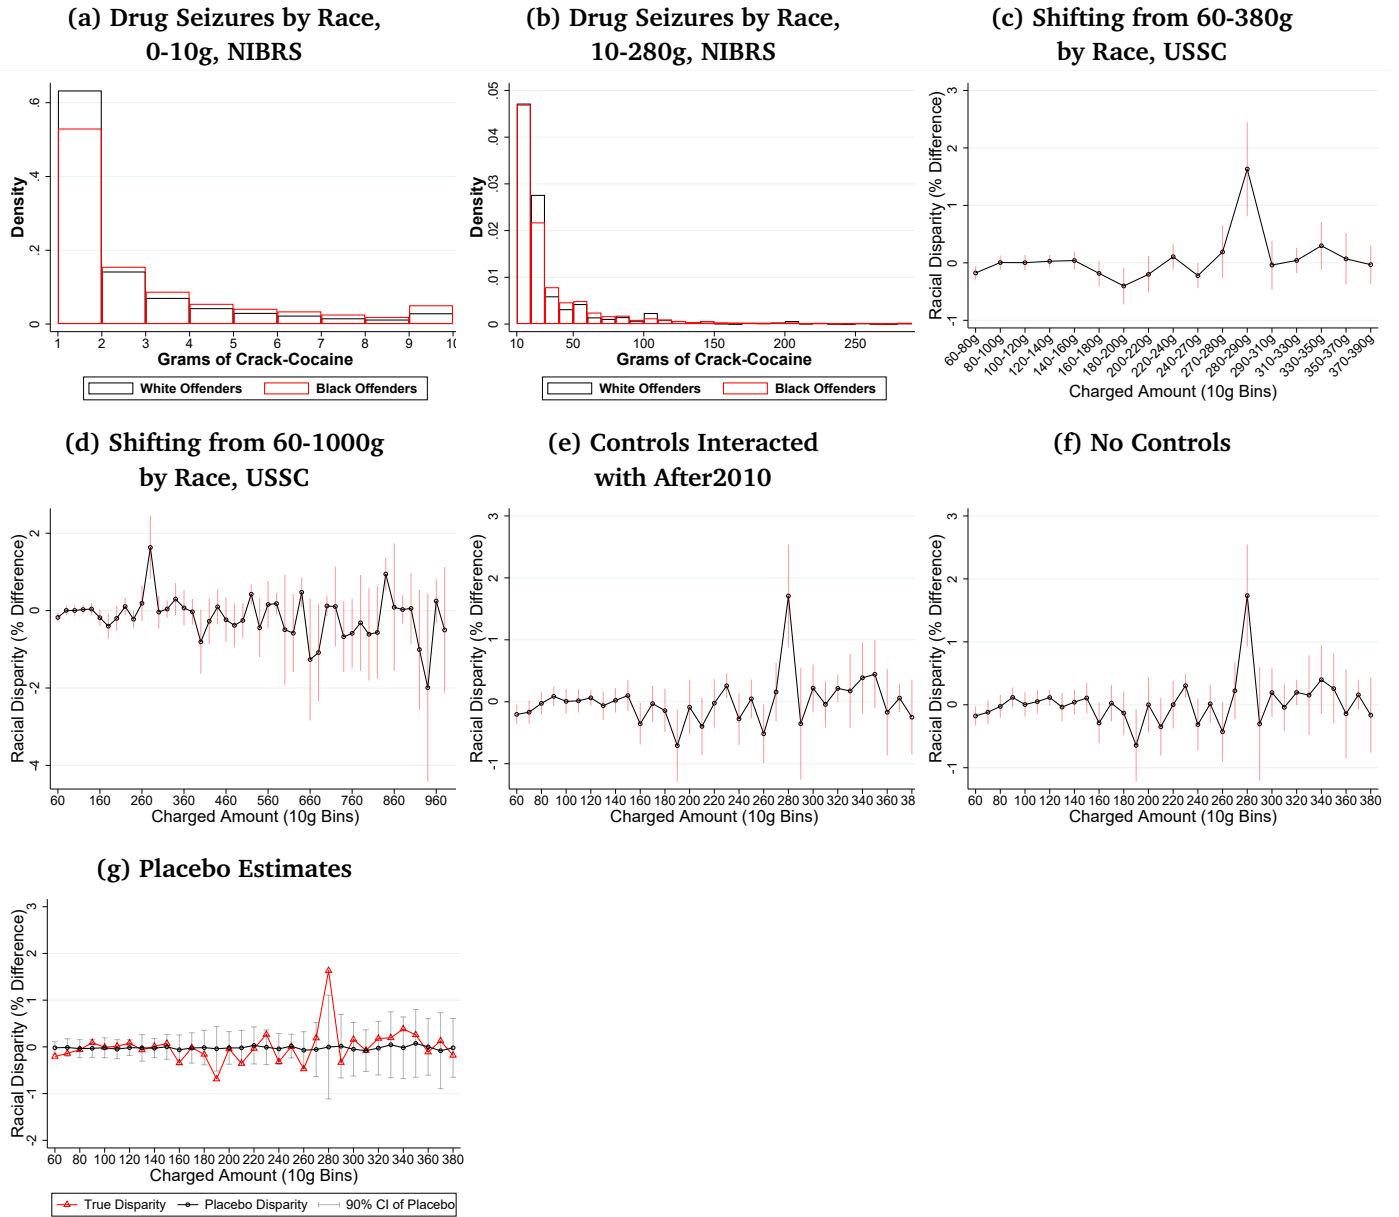 (a) Drug Seizures by Race,
0-10g, NIBRS
Density
0 .2 .4 .6
1 2 3 4 5 6 7 8 9 10
Grams of Crack-Cocaine
White Offenders Black Offenders
(b) Drug Seizures by Race,
10-280g, NIBRS
Density
0 .01 .02 .03 .04 .05
10 50 100 150 200 250
Grams of Crack-Cocaine
White Offenders Black Offenders
(c) Shifting from 60-380g
by Race, USSC
Racial Disparity (% Difference)
-1 0 1 2 3
60-80g 80-100g 100-120g 120-140g 140-160g 160-180g 180-200g 200-220g 220-240g 240-270g 270-280g 280-290g 290-310g 310-330g 330-350g 350-370g 370-390g
Charged Amount (10g Bins)
(d) Shifting from 60-1000g
by Race, USSC
Racial Disparity (% Difference)
-4 -2 0 2
60 160 260 360 460 560 660 760 860 960
Charged Amount (10g Bins)
(e) Controls Interacted
with After2010
Racial Disparity (% Difference)
-1 0 1 2 3
60 80 100 120 140 160 180 200 220 240 260 280 300 320 340 360 38
Charged Amount (10g Bins)
(f) No Controls
Racial Disparity (% Difference)
-1 0 1 2 3
60 80 100 120 140 160 180 200 220 240 260 280 300 320 340 360 380
Charged Amount (10g Bins)
(g) Placebo Estimates
Racial Disparity (% Difference)
-2 -1 0 1 2 3
60 80 100 120 140 160 180 200 220 240 260 280 300 320 340 360 380
Charged Amount (10g Bins)
True Disparity Placebo Disparity 90% CI of Placebo